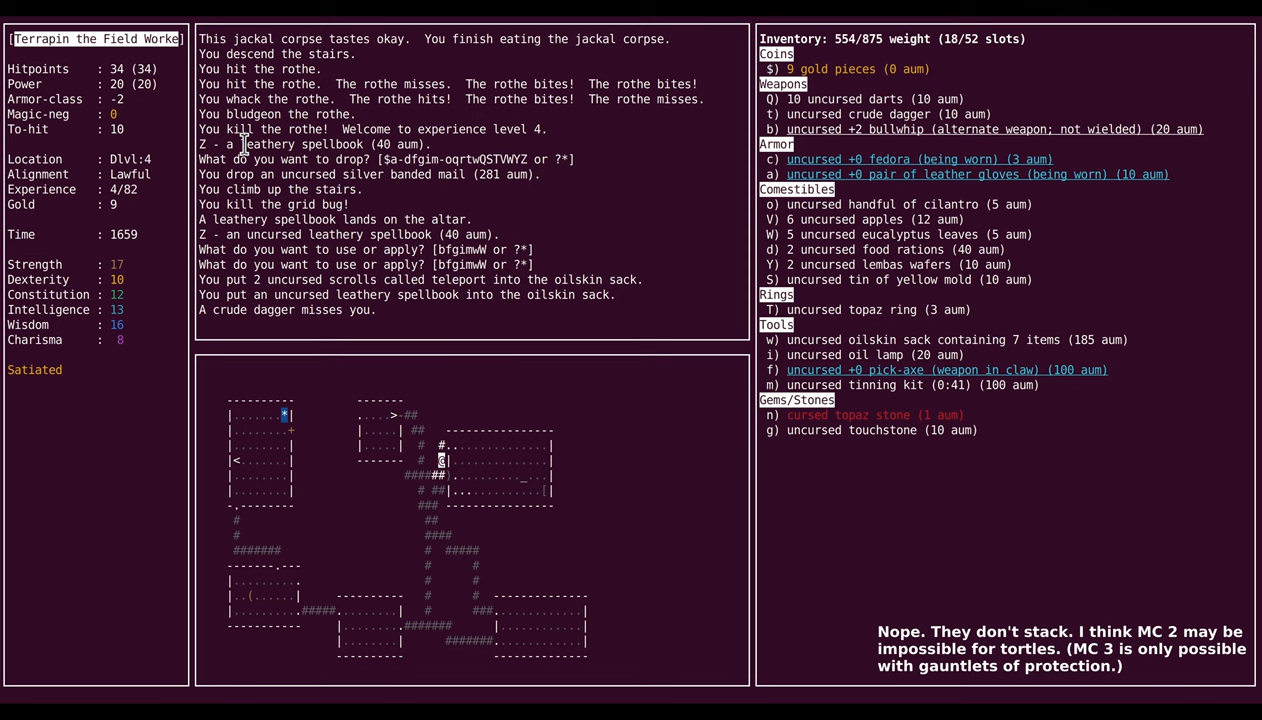 [Terrapin the Field Worke]
Hitpoints : 34 (34)
Power : 20 (20)
Armor-class : -2
Magic-neg : 0
To-hit : 10
Location : Dlvl:4
Alignment : Lawful
Experience : 4/82
Gold : 9
Time : 1659
Strength : 17
Dexterity : 10
Constitution : 12
Intelligence : 13
Wisdom : 16
Charisma : 8
Satiated
This jackal corpse tastes okay.  You finish eating the jackal corpse.
You descend the stairs.
You hit the rothe.
You hit the rothe.  The rothe misses.  The rothe bites!  The rothe bites!
You whack the rothe.  The rothe hits!  The rothe bites!  The rothe misses.
You bludgeon the rothe.
You kill the rothe!  Welcome to experience level 4.
Z - a leathery spellbook (40 aum).
What do you want to drop? [$a-dfgim-oqrtwQSTVWYZ or ?*]
You drop an uncursed silver banded mail (281 aum).
You climb up the stairs.
You kill the grid bug!
A leathery spellbook lands on the altar.
Z - an uncursed leathery spellbook (40 aum).
What do you want to use or apply? [bfgimwW or ?*]
What do you want to use or apply? [bfgimwW or ?*]
You put 2 uncursed scrolls called teleport into the oilskin sack.
You put an uncursed leathery spellbook into the oilskin sack.
A crude dagger misses you.
Inventory: 554/875 weight (18/52 slots)
Coins
$) 9 gold pieces (0 aum)
Weapons
Q) 10 uncursed darts (10 aum)
t) uncursed crude dagger (10 aum)
b) uncursed +2 bullwhip (alternate weapon; not wielded) (20 aum)
Armor
c) uncursed +0 fedora (being worn) (3 aum)
a) uncursed +0 pair of leather gloves (being worn) (10 aum)
Comestibles
o) uncursed handful of cilantro (5 aum)
V) 6 uncursed apples (12 aum)
W) 5 uncursed eucalyptus leaves (5 aum)
d) 2 uncursed food rations (40 aum)
Y) 2 uncursed lembas wafers (10 aum)
S) uncursed tin of yellow mold (10 aum)
Rings
T) uncursed topaz ring (3 aum)
Tools
w) uncursed oilskin sack containing 7 items (185 aum)
i) uncursed oil lamp (20 aum)
f) uncursed +0 pick-axe (weapon in claw) (100 aum)
m) uncursed tinning kit (0:41) (100 aum)
Gems/Stones
n) cursed topaz stone (1 aum)
g) uncursed touchstone (10 aum)
Nope. They don't stack. I think MC 2 may be
impossible for tortles. (MC 3 is only possible
with gauntlets of protection.)